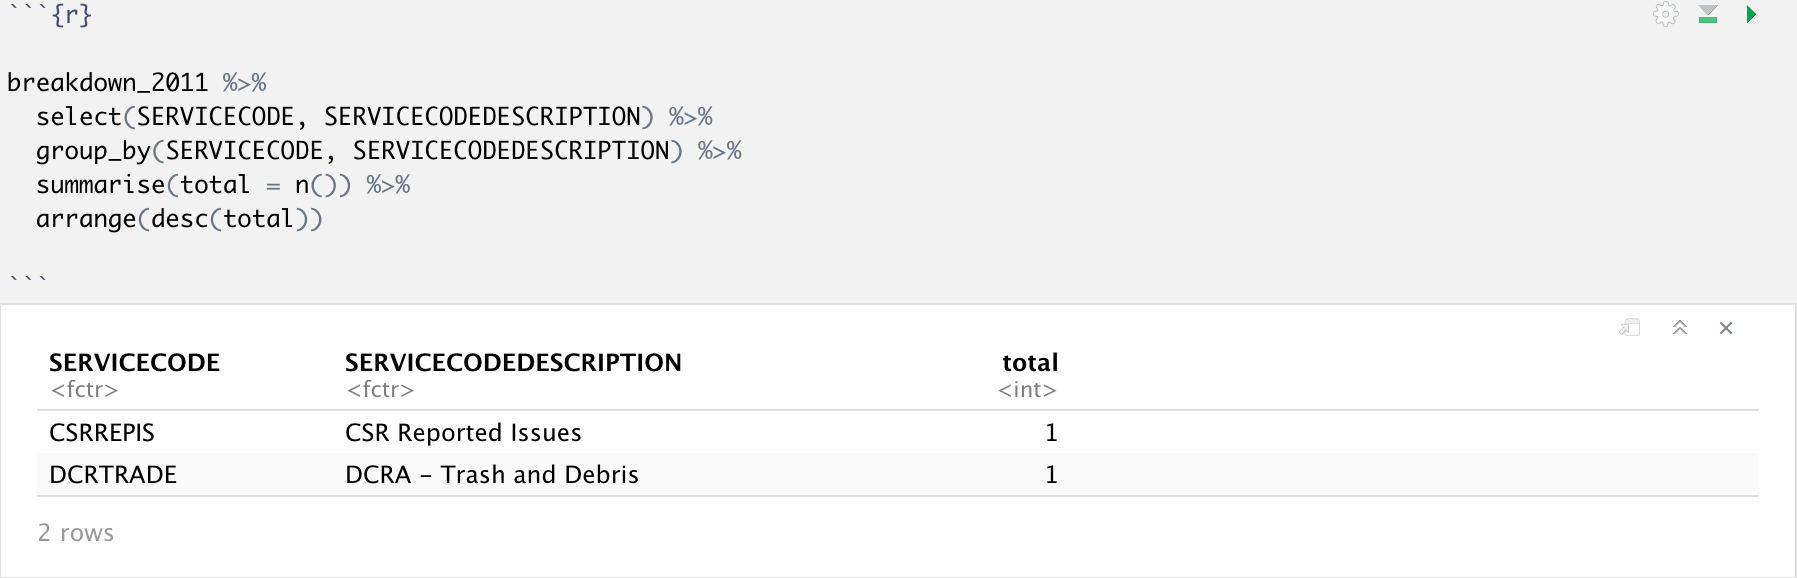 ```{r}
breakdown_2011 %>%
select(SERVICECODE, SERVICECODEDESCRIPTION) %>%
group_by(SERVICECODE, SERVICECODEDESCRIPTION) %>%
summarise(total = n()) %>%
arrange(desc(total))
```
SERVICECODE SERVICECODEDESCRIPTION total
<fctr> <fctr> <int>
CSRREPIS CSR Reported Issues 1
DCRTRADE DCRA – Trash and Debris 1
2 rows